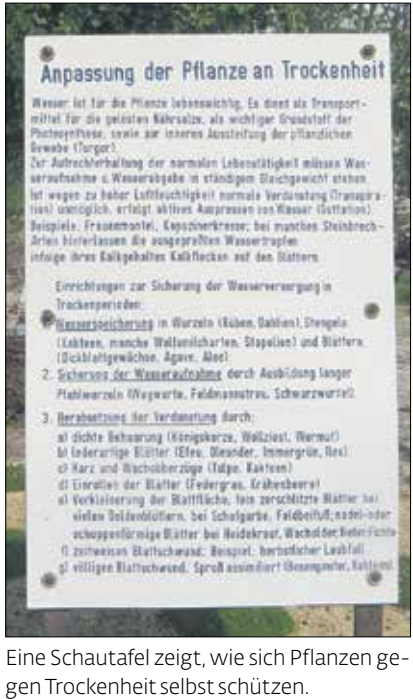 Anpassung der Pflanze an Trockenheit
Wasser ist für die Pflanze lebenswichtig. Es dient als Transport-
mittel für die gelösten Nährsalze, als wichtiger Grundstoff der
Photosynthese, sowie zur inneren Aussteifung der pflanzlichen
Gewebe (Turgor).
Zur Aufrechterhaltung der normalen Lebenstätigkeit müssen Was-
seraufnahme u. Wasserabgabe in ständigem Gleichgewicht stehen.
Ist wegen zu hoher Luftfeuchtigkeit normale Verdunstung (Transpira-
tion) unmöglich, erfolgt aktives Auspressen von Wasser (Guttation).
Beispiele, Frauenmantel, Kapuzinerkresse; bei manchen Steinbrech-
Arten hinterlassen die ausgepreßten Wassertropfen
infolge ihres Kalkgehaltes Kalkflecken auf den Blättern.
Einrichtungen zur Sicherung der Wasserversorgung in
Trockenperioden:
Wasserspeicherung in Wurzeln (Rüben, Dahlien), Stengeln
(Kakteen, manche Wolfsmilcharten, Stapelien) und Blättern
(Dickblattgewächse, Agave, Aloe).
2. Sicherung der Wasseraufnahme durch Ausbildung langer
Pfahlwurzeln (Wegwarte, Feldmannstreu, Schwarzwurzel).
3. Herabsetzung der Verdunstung durch:
a) dichte Behaarung (Königskerze, Wollziest, Wermut)
b) lederartige Blätter (Efeu, Oleander, Immergrün, Ilex)
c) Harz und Wachsüberzüge (Tulpe, Kakteen)
d) Einrollen der Blätter (Federgras, Krähenbeere)
e) Verkleinerung der Blattfläche, fein zerschlitzte Blätter bei
vielen Doldenblütlern, bei Schafgarbe, Feldbeifuß; nadel-oder
schuppenförmige Blätter bei Heidekraut, Wacholder, Kiefer, Fichte
f) zeitweisen Blattschwund: Beispiel: herbstlicher Laubfall
g) völligen Blattschwund, Sproß assimiliert (Besenginster, Kakteen).
Eine Schautafel zeigt, wie sich Pflanzen ge-
gen Trockenheit selbst schützen.